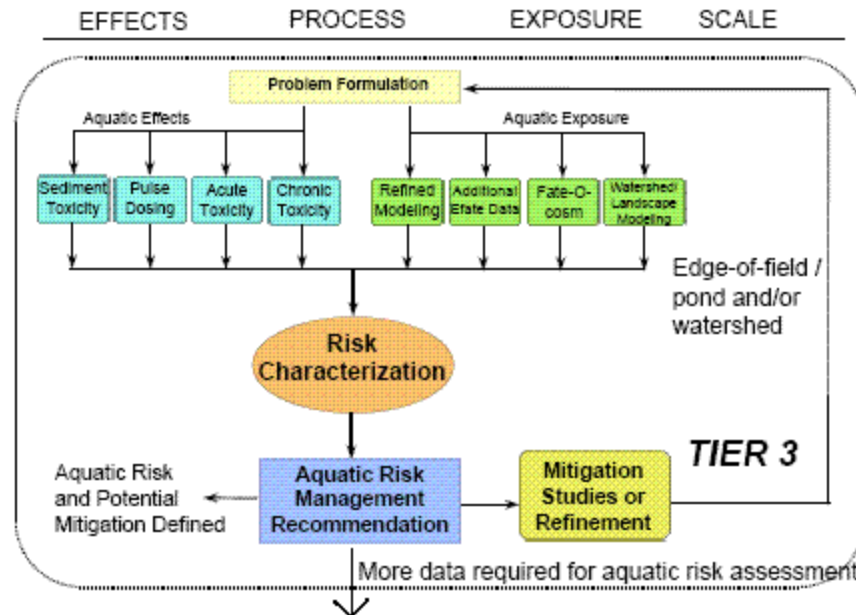 EFFECTS PROCESS EXPOSURE SCALE
Problem Formulation
Aquatic Effects
Aquatic Exposure
Sediment
Toxicity
Pulse
Dosing
Acute
Toxicity
Chronic
Toxicity
Refined
Modeling
Additional
Efate Data
Fate-O-
cosm
Watershed/
Landscape
Modeling
Edge-of-field /
pond and/or
watershed
Risk
Characterization
TIER 3
Aquatic Risk
and Potential
Mitigation Defined
Aquatic Risk
Management
Recommendation
Mitigation
Studies or
Refinement
More data required for aquatic risk assessment